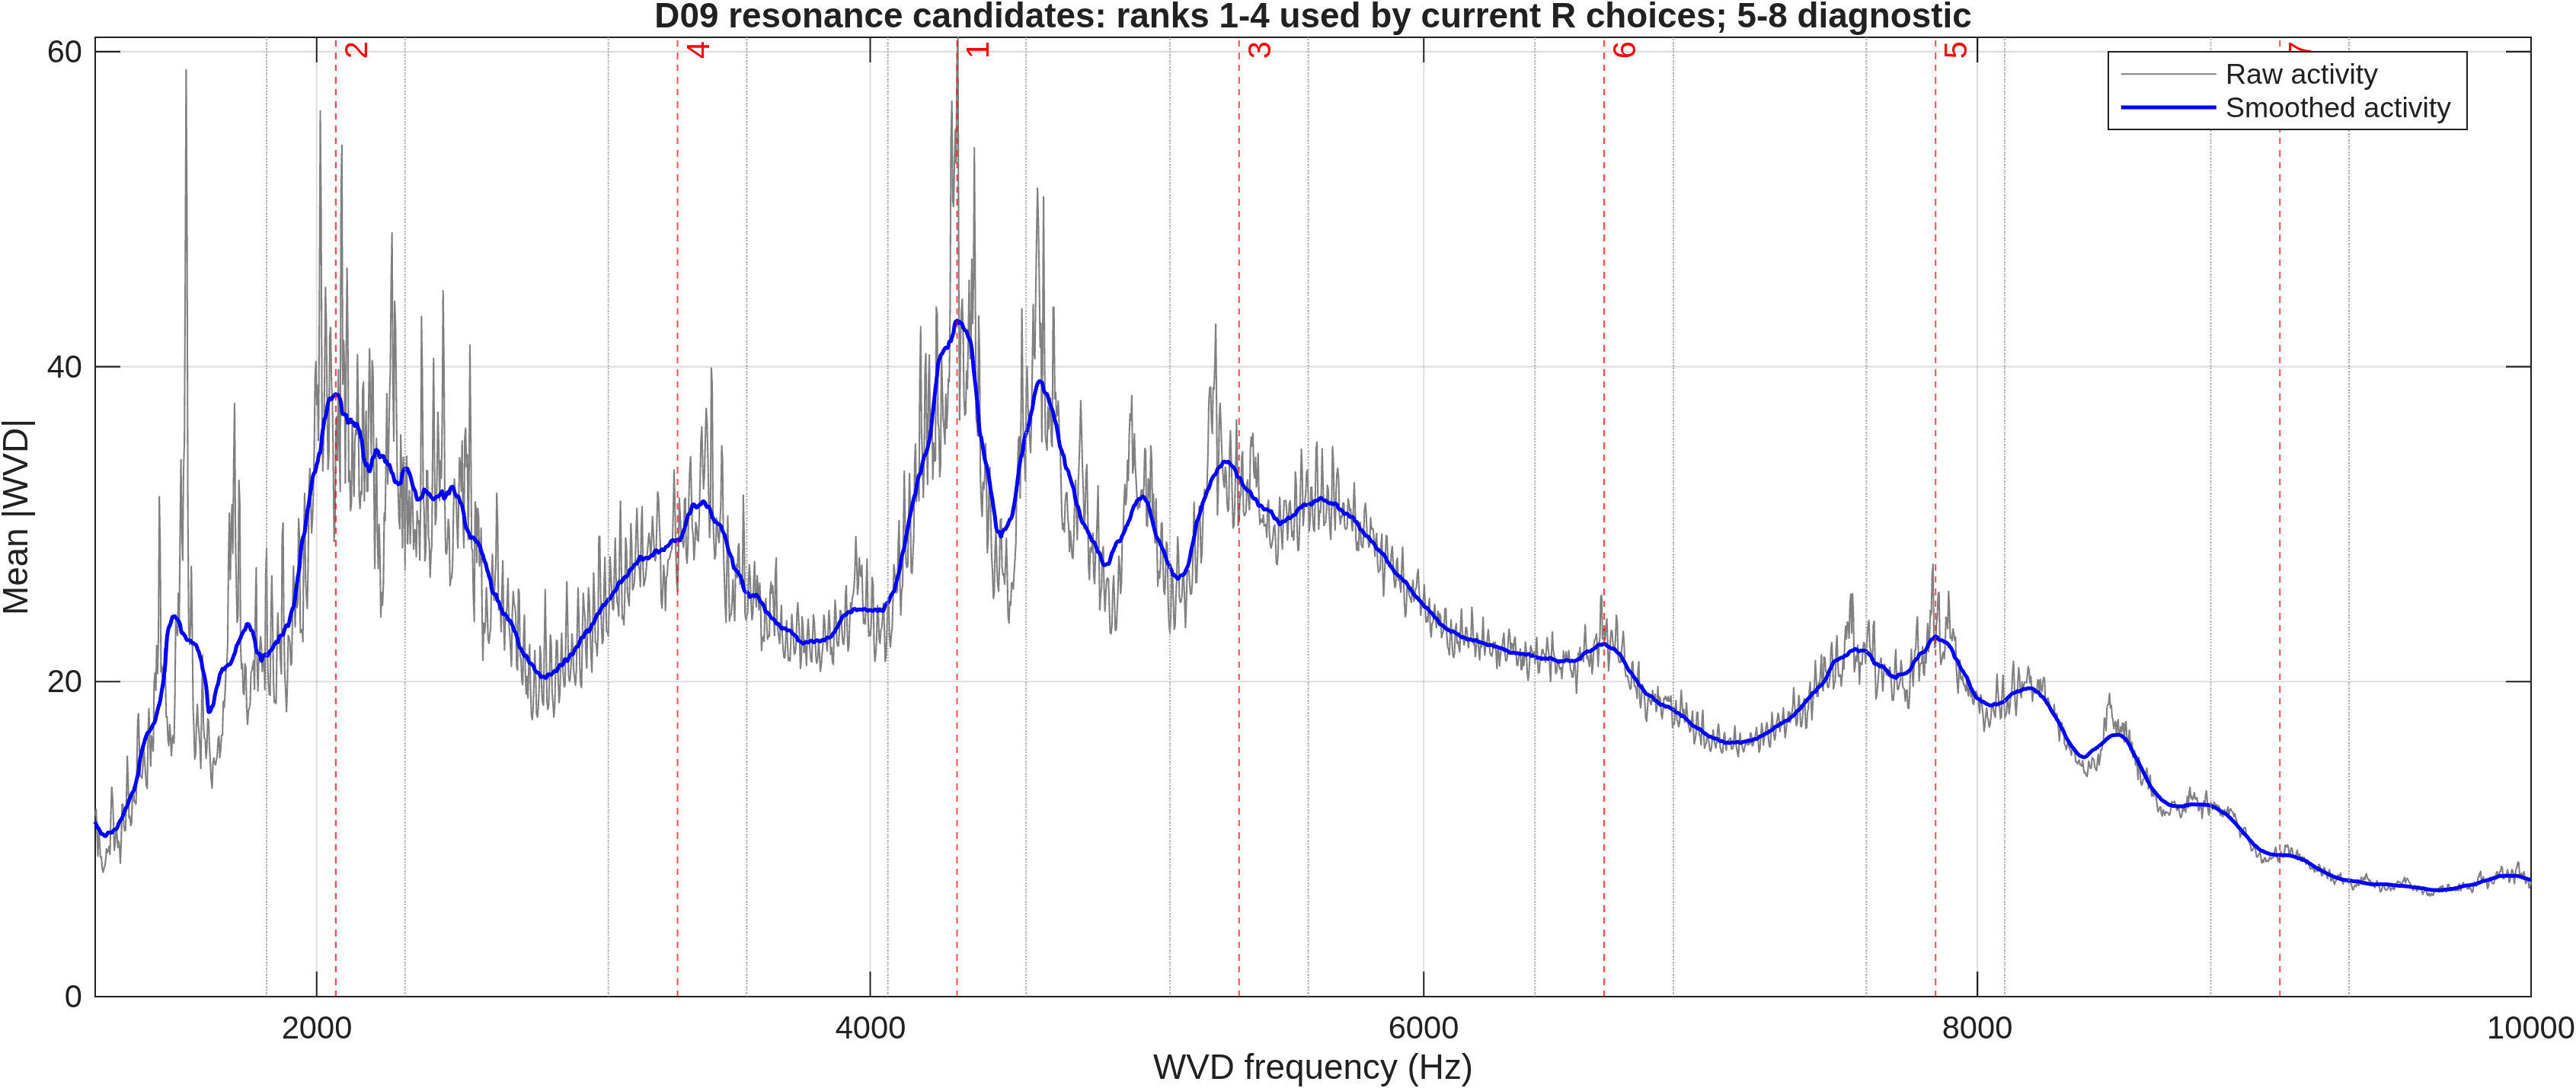 D09 resonance candidates: ranks 1-4 used by current R choices; 5-8 diagnostic
2 4 1 3 6 5 7
Raw activity
Smoothed activity
Mean |WVD|
60
40
20
0
2000 4000 6000 8000 10000
WVD frequency (Hz)